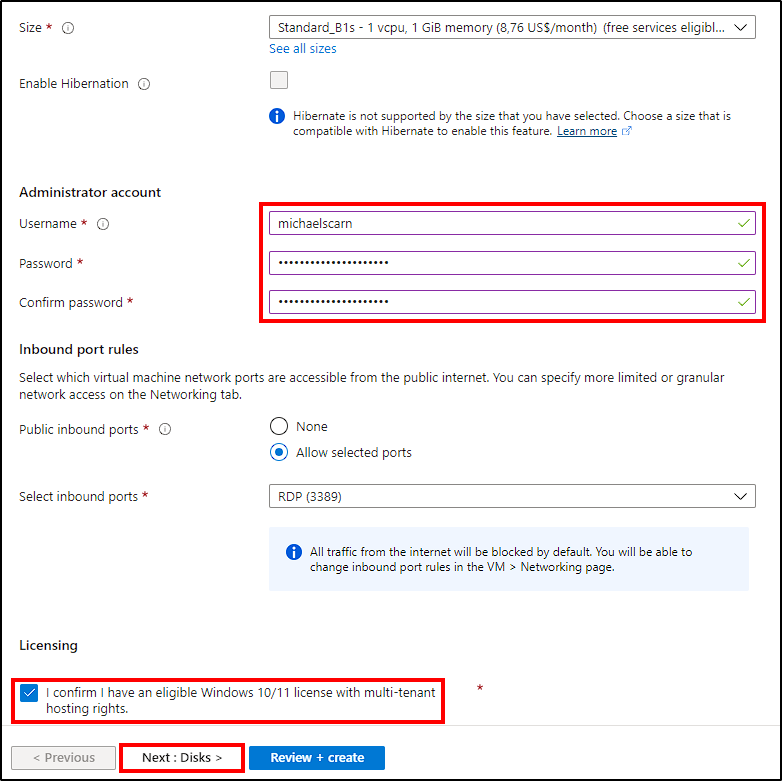 Size *
Standard_B1s - 1 vcpu, 1 GiB memory (8,76 US$/month) (free services eligibl...
See all sizes
Enable Hibernation
Hibernate is not supported by the size that you have selected. Choose a size that is
compatible with Hibernate to enable this feature. Learn more
Administrator account
Username *
michaelscarn
Password *
•••••••••••••••••••••
Confirm password *
•••••••••••••••••••••
Inbound port rules
Select which virtual machine network ports are accessible from the public internet. You can specify more limited or granular
network access on the Networking tab.
Public inbound ports *
None
Allow selected ports
Select inbound ports *
RDP (3389)
All traffic from the internet will be blocked by default. You will be able to
change inbound port rules in the VM > Networking page.
Licensing
I confirm I have an eligible Windows 10/11 license with multi-tenant *
hosting rights.
< Previous
Next : Disks >
Review + create